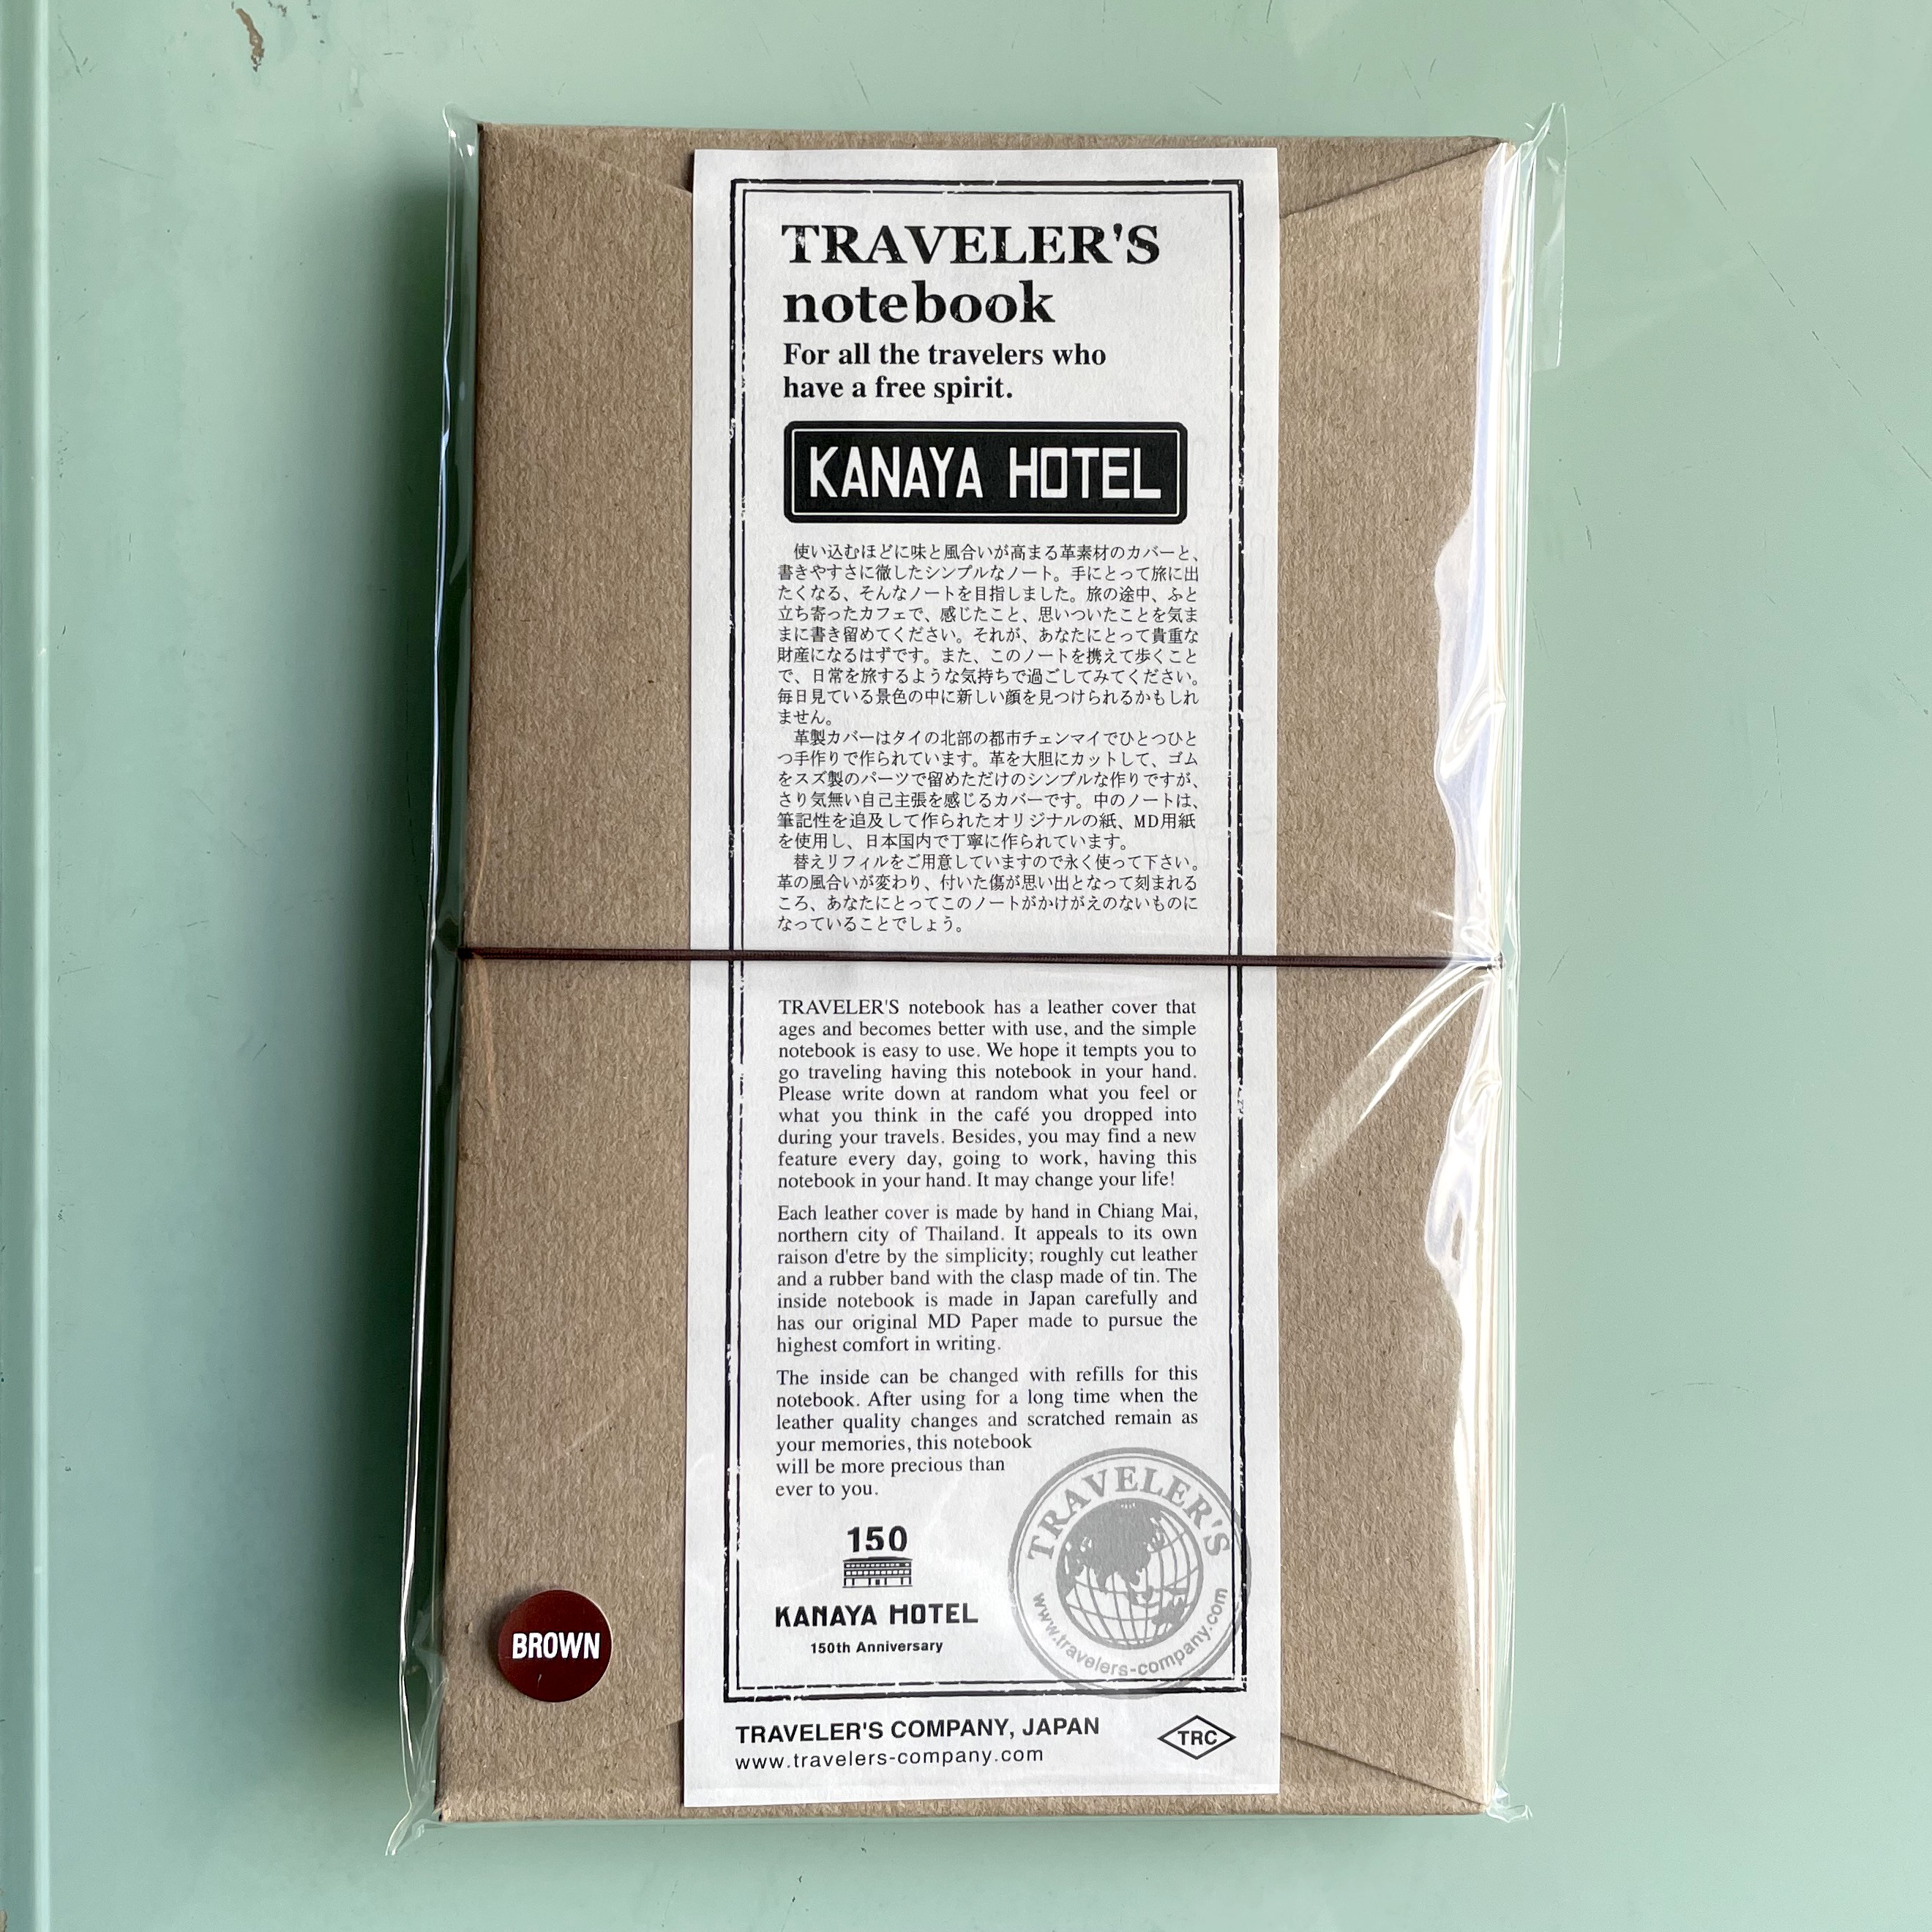 TRAVELER'S
notebook
For all the travelers who
have a free spirit.
KANAYA HOTEL
使い込むほどに味と風合いが高まる革素材のカバーと、
書きやすさに徹したシンプルなノート。手にとって旅に出
たくなる、そんなノートを目指しました。旅の途中、ふと
立ち寄ったカフェで、感じたこと、思いついたことを気ま
まに書き留めてください。それが、あなたにとって貴重な
財産になるはずです。また、このノートを携えて歩くこと
で、日常を旅するような気持ちで過ごしてみてください。
毎日見ている景色の中に新しい顔を見つけられるかもしれ
ません。
革製カバーはタイの北部の都市チェンマイでひとつひと
つ手作りで作られています。革を大胆にカットして、ゴム
をスズ製のパーツで留めただけのシンプルな作りですが、
さり気無い自己主張を感じるカバーです。中のノートは、
筆記性を追及して作られたオリジナルの紙、MD用紙
を使用し、日本国内で丁寧に作られています。
替えリフィルをご用意していますので永く使って下さい。
革の風合いが変わり、付いた傷が思い出となって刻まれる
ころ、あなたにとってこのノートがかけがえのないものに
なっていることでしょう。
TRAVELER'S notebook has a leather cover that
ages and becomes better with use, and the simple
notebook is easy to use. We hope it tempts you to
go traveling having this notebook in your hand.
Please write down at random what you feel or
what you think in the café you dropped into
during your travels. Besides, you may find a new
feature every day, going to work, having this
notebook in your hand. It may change your life!
Each leather cover is made by hand in Chiang Mai,
northern city of Thailand. It appeals to its own
raison d'etre by the simplicity; roughly cut leather
and a rubber band with the clasp made of tin. The
inside notebook is made in Japan carefully and
has our original MD Paper made to pursue the
highest comfort in writing.
The inside can be changed with refills for this
notebook. After using for a long time when the
leather quality changes and scratched remain as
your memories, this notebook
will be more precious than
ever to you.
TRAVELER'S
www.travelers-company.com
150
KANAYA HOTEL
150th Anniversary
BROWN
TRAVELER'S COMPANY, JAPAN
www.travelers-company.com
TRC